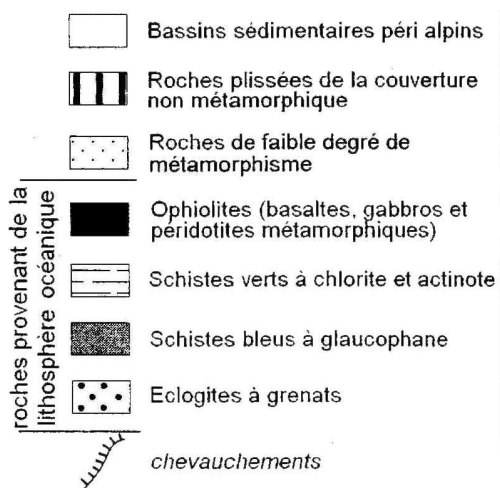 Bassins sédimentaires péri alpins
Roches plissées de la couverture
non métamorphique
Roches de faible degré de
métamorphisme
roches provenant de la
lithosphère océanique
Ophiolites (basaltes, gabbros et
péridotites métamorphiques)
Schistes verts à chlorite et actinote
Schistes bleus à glaucophane
Eclogites à grenats
chevauchements